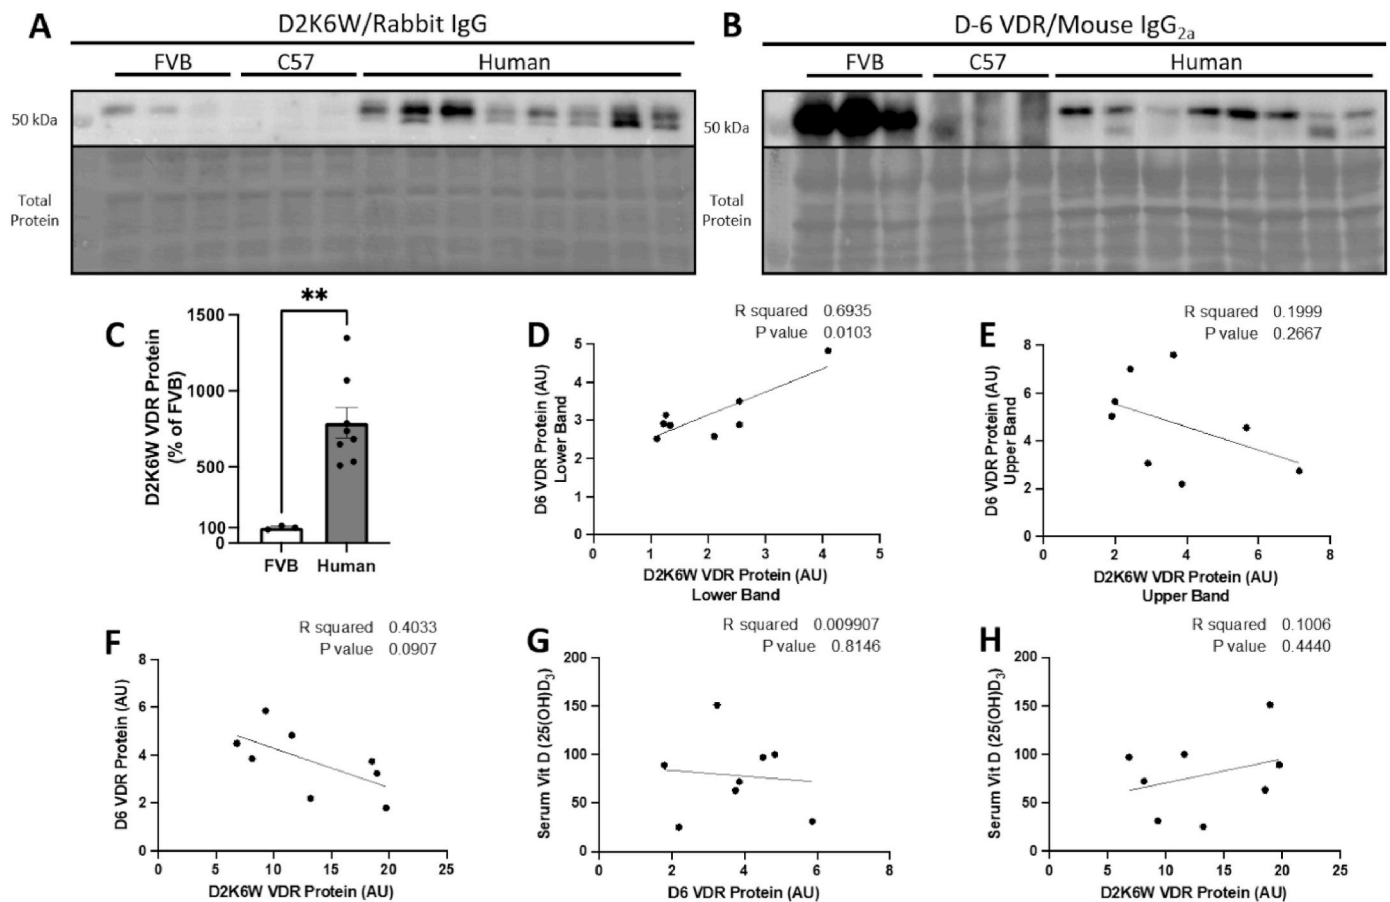 A
D2K6W/Rabbit IgG
FVB C57 Human
50 kDa
Total
Protein
B
D-6 VDR/Mouse IgG2a
FVB C57 Human
50 kDa
Total
Protein
C
**
D2K6W VDR Protein
(% of FVB)
1500
1000
500
100
0
FVB Human
D
R squared 0.6935
P value 0.0103
D6 VDR Protein (AU)
Lower Band
5
4
3
2
1
0
0 1 2 3 4 5
D2K6W VDR Protein (AU)
Lower Band
E
R squared 0.1999
P value 0.2667
D6 VDR Protein (AU)
Upper Band
8
6
4
2
0
0 2 4 6 8
D2K6W VDR Protein (AU)
Upper Band
F
R squared 0.4033
P value 0.0907
D6 VDR Protein (AU)
8
6
4
2
0
0 5 10 15 20 25
D2K6W VDR Protein (AU)
G
R squared 0.009907
P value 0.8146
Serum Vit D (25(OH)D3)
200
150
100
50
0
0 2 4 6 8
D6 VDR Protein (AU)
H
R squared 0.1006
P value 0.4440
Serum Vit D (25(OH)D3)
200
150
100
50
0
0 5 10 15 20 25
D2K6W VDR Protein (AU)